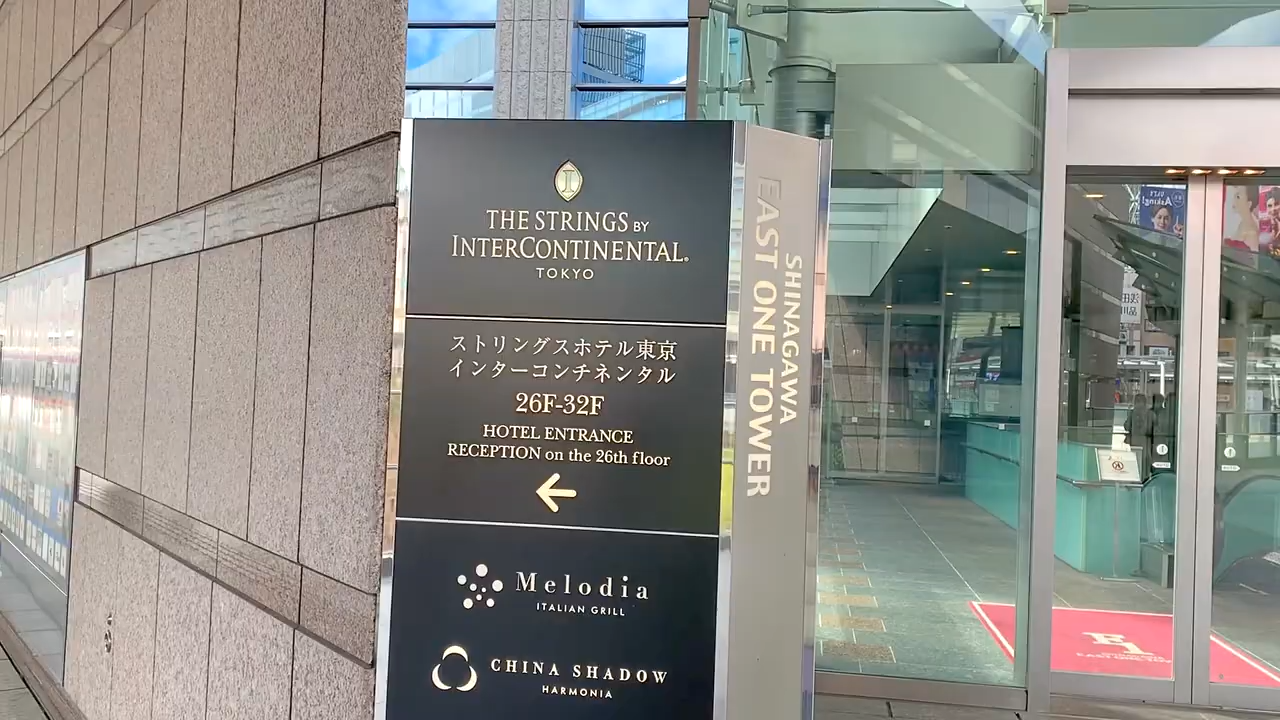 THE STRINGS BY
INTERCONTINENTAL.
TOKYO
ストリングスホテル東京
インターコンチネンタル
26F-32F
HOTEL ENTRANCE
RECEPTION on the 26th floor
←
Melodia
ITALIAN GRILL
CHINA SHADOW
HARMONIA
SHINAGAWA
EAST ONE TOWER
Asking!
E1